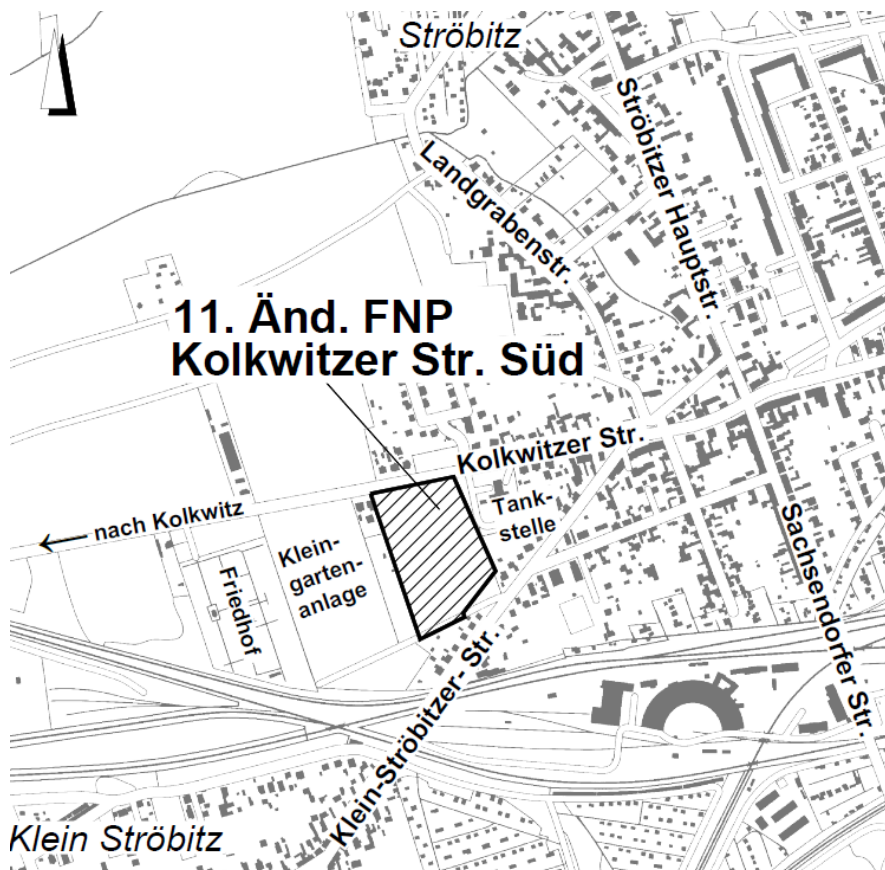 Ströbitz
Ströbitzer Hauptstr.
Landgrabenstr.
11. Änd. FNP
Kolkwitzer Str. Süd
Kolkwitzer Str.
nach Kolkwitz
Tank-
stelle
Klein-
garten-
anlage
Friedhof
Sachsendorfer Str.
Klein-Ströbitzer- Str.
Klein Ströbitz